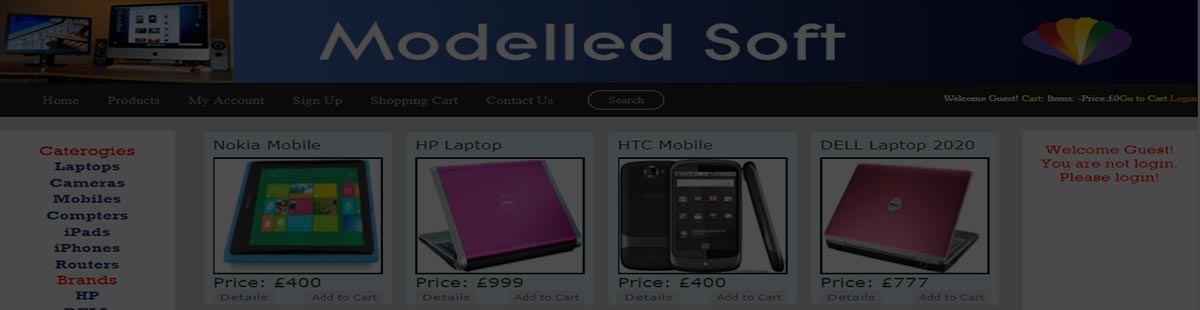 Modelled Soft
Home Products My Account Sign Up Shopping Cart Contact Us Search Welcome Guest! Cart: Items: -Price:£0Go to Cart Login
Caterogies
Laptops
Cameras
Mobiles
Compters
iPads
iPhones
Routers
Brands
HP
DELL
Nokia Mobile
Price: £400
Details Add to Cart
HP Laptop
Price: £999
Details Add to Cart
HTC Mobile
Price: £400
Details Add to Cart
DELL Laptop 2020
Price: £777
Details Add to Cart
Welcome Guest!
You are not login.
Please login!